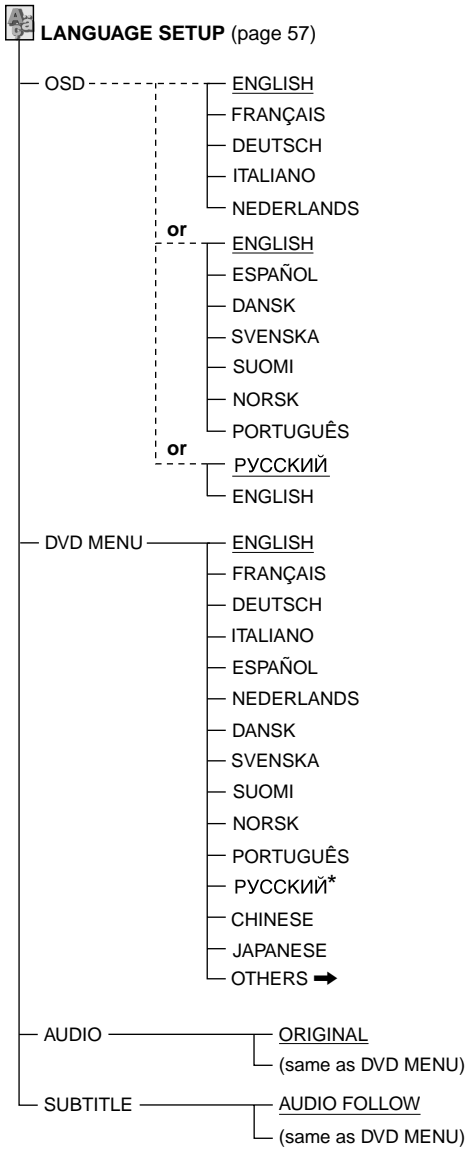 LANGUAGE SETUP (page 57)
OSD
ENGLISH
FRANÇAIS
DEUTSCH
ITALIANO
NEDERLANDS
or
ENGLISH
ESPAÑOL
DANSK
SVENSKA
SUOMI
NORSK
PORTUGUÊS
or
РУССКИЙ
ENGLISH
DVD MENU
ENGLISH
FRANÇAIS
DEUTSCH
ITALIANO
ESPAÑOL
NEDERLANDS
DANSK
SVENSKA
SUOMI
NORSK
PORTUGUÊS
РУССКИЙ*
CHINESE
JAPANESE
OTHERS ➡
AUDIO
ORIGINAL
(same as DVD MENU)
SUBTITLE
AUDIO FOLLOW
(same as DVD MENU)